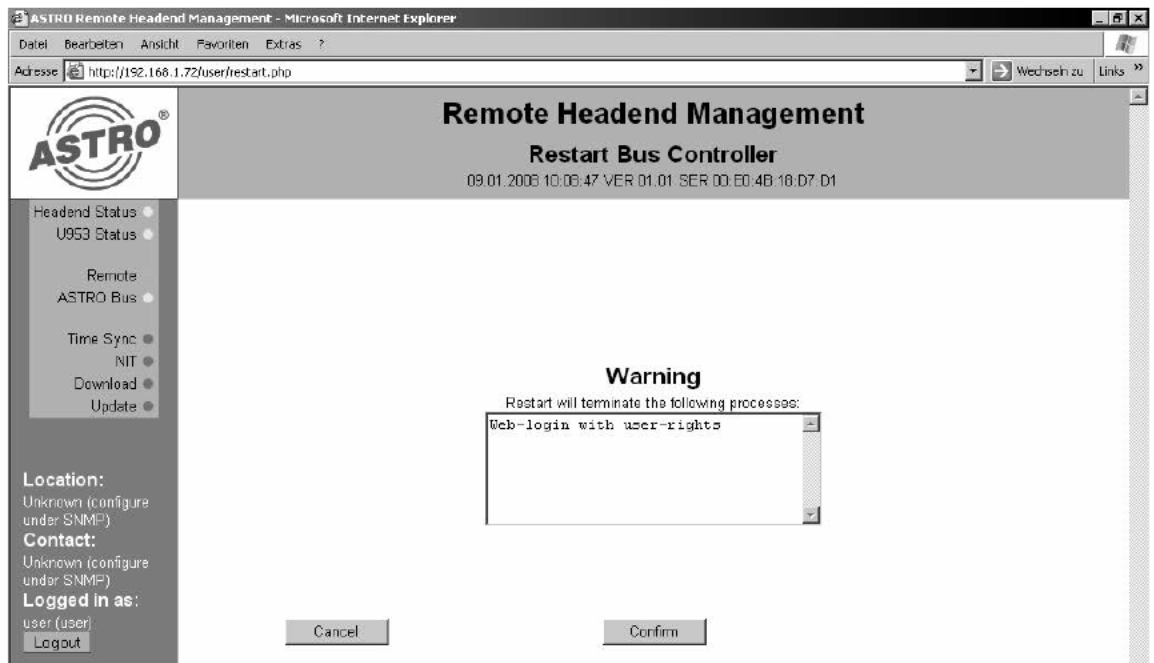 ASTRO Remote Headend Management - Microsoft Internet Explorer
Datei Bearbeiten Ansicht Favoriten Extras ?
Adresse http://192.168.1.72/user/restart.php Wechseln zu Links »
ASTRO ®
Remote Headend Management
Restart Bus Controller
09.01.2008 10:08:47 VER 01.01 SER 00:E0:4B:18:D7:D1
Headend Status
U953 Status
Remote
ASTRO Bus
Time Sync
NIT
Download
Update
Location:
Unknown (configure
under SNMP)
Contact:
Unknown (configure
under SNMP)
Logged in as:
user (user)
Logout
Warning
Restart will terminate the following processes:
Web-login with user-rights
Cancel Confirm